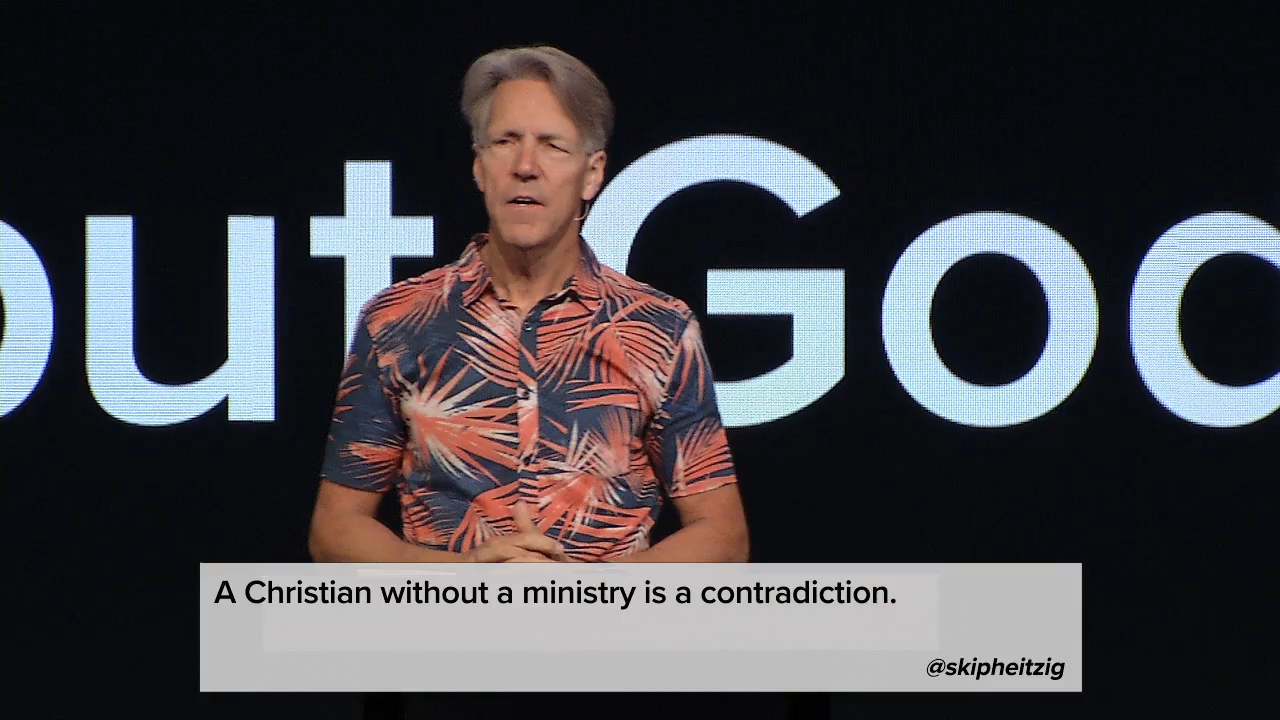 out Goo
A Christian without a ministry is a contradiction.
@skipheitzig